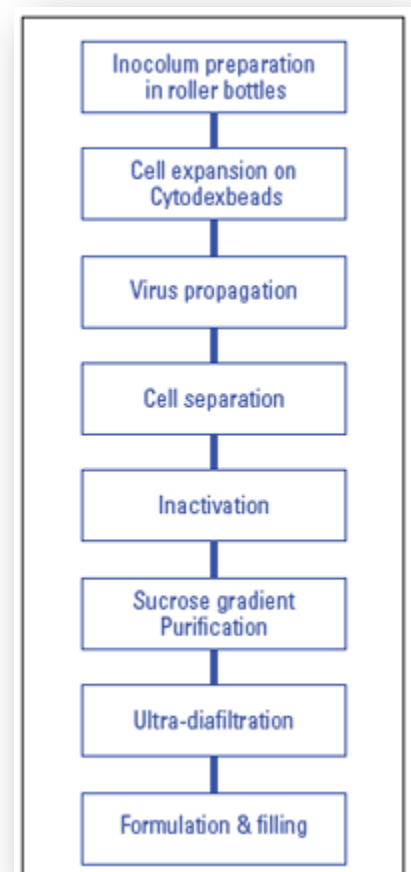 Inocolum preparation
in roller bottles
Cell expansion on
Cytodexbeads
Virus propagation
Cell separation
Inactivation
Sucrose gradient
Purification
Ultra-diafiltration
Formulation & filling